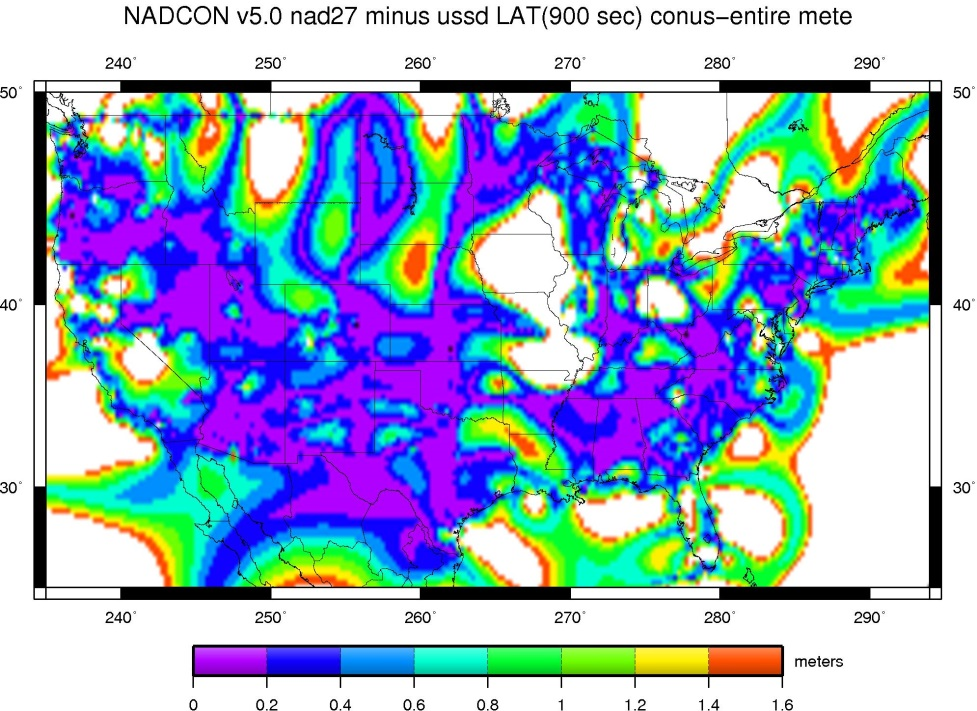 NADCON v5.0 nad27 minus ussd LAT(900 sec) conus−entire mete
240° 250° 260° 270° 280° 290°
50° 50°
40° 40°
30° 30°
240° 250° 260° 270° 280° 290°
meters
0 0.2 0.4 0.6 0.8 1 1.2 1.4 1.6